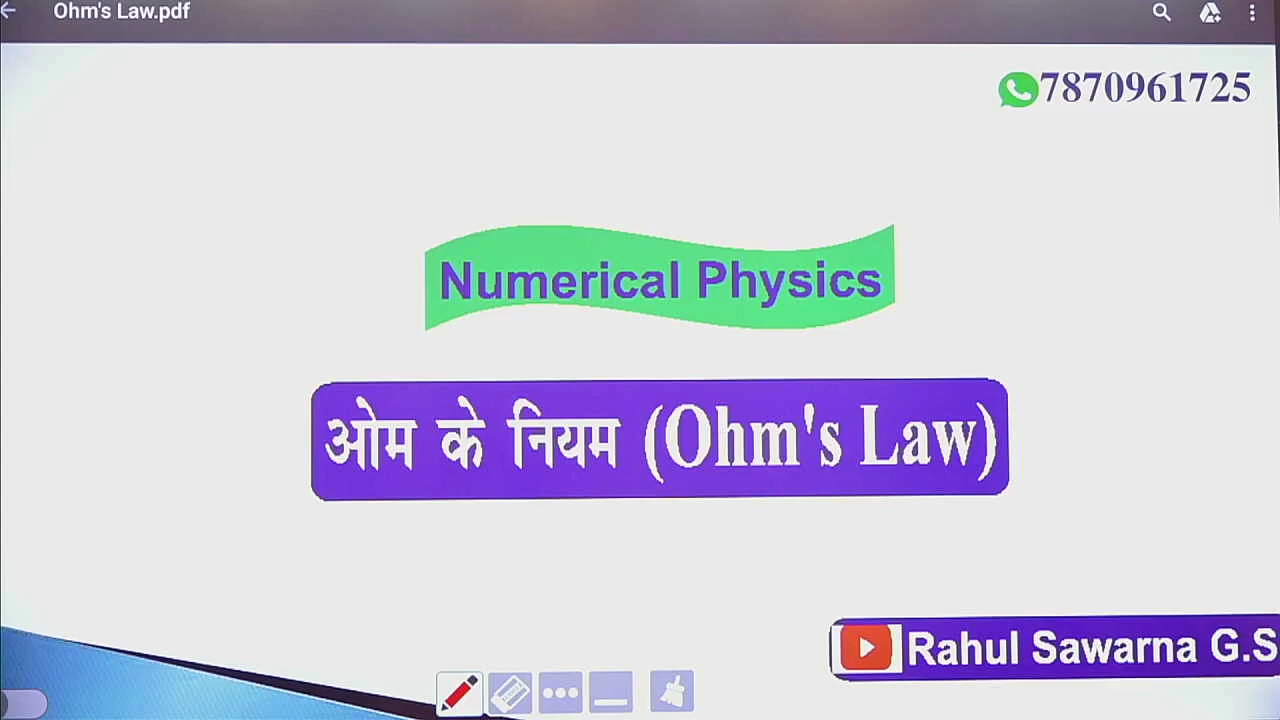 Ohm's Law.pdf
7870961725
Numerical Physics
ओम के नियम (Ohm's Law)
Rahul Sawarna G.S